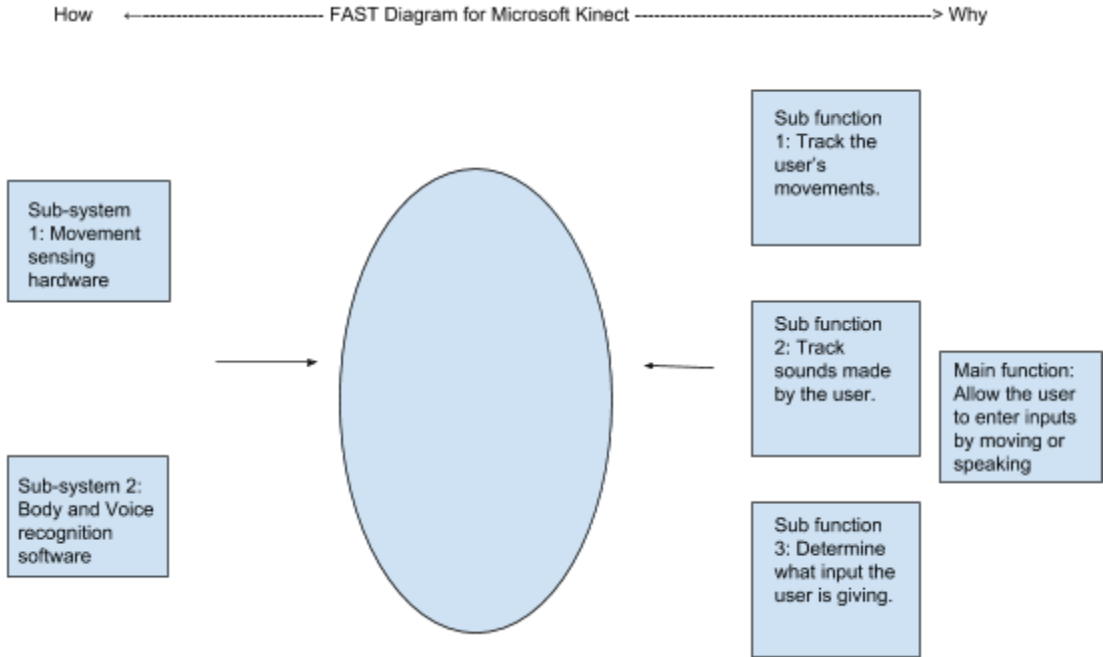 How <---------------------------- FAST Diagram for Microsoft Kinect -------------------------------------------> Why
Sub function
1: Track the
user's
movements.
Sub-system
1: Movement
sensing
hardware
Sub function
2: Track
sounds made
by the user.
Main function:
Allow the user
to enter inputs
by moving or
speaking
Sub-system 2:
Body and Voice
recognition
software
Sub function
3: Determine
what input the
user is giving.